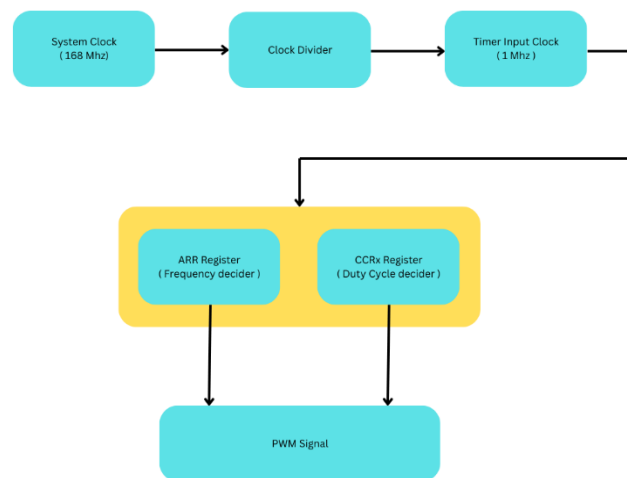 System Clock
( 168 Mhz)
Clock Divider
Timer Input Clock
( 1 Mhz )
ARR Register
( Frequency decider )
CCRx Register
( Duty Cycle decider )
PWM Signal